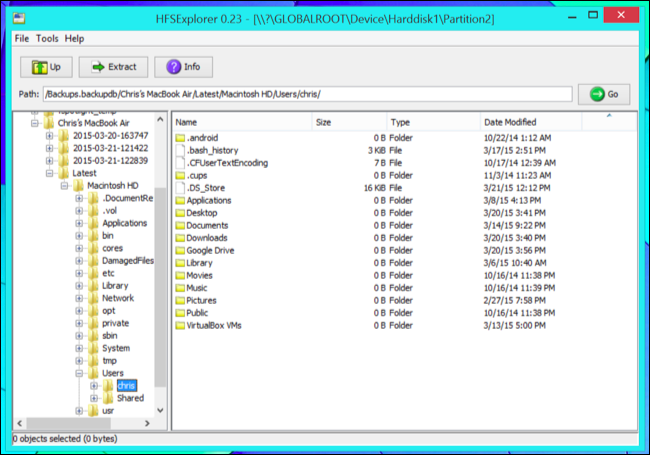 HFSExplorer 0.23 - [\\?\GLOBALROOT\Device\Harddisk1\Partition2]
File Tools Help
Up Extract Info
Path: /Backups.backupdb/Chris's MacBook Air/Latest/Macintosh HD/Users/chris/ Go
Chris's MacBook Air
2015-03-20-163747
2015-03-21-121422
2015-03-21-122839
Latest
Macintosh HD
.DocumentRe
.vol
Applications
bin
cores
DamagedFiles
etc
Library
Network
opt
private
sbin
System
tmp
Users
chris
Shared
usr
Name Size Type Date Modified
.android 0 B Folder 10/22/14 1:12 AM
.bash_history 3 KiB File 3/17/15 2:51 PM
.CFUserTextEncoding 7 B File 10/17/14 12:39 AM
.cups 0 B Folder 11/3/14 11:23 AM
.DS_Store 16 KiB File 3/21/15 12:12 PM
Applications 0 B Folder 3/8/15 4:13 PM
Desktop 0 B Folder 3/20/15 3:41 PM
Documents 0 B Folder 3/14/15 9:22 PM
Downloads 0 B Folder 3/20/15 3:40 PM
Google Drive 0 B Folder 3/20/15 3:56 PM
Library 0 B Folder 3/6/15 10:40 AM
Movies 0 B Folder 10/16/14 11:38 PM
Music 0 B Folder 10/16/14 11:39 PM
Pictures 0 B Folder 2/27/15 7:58 PM
Public 0 B Folder 10/16/14 11:38 PM
VirtualBox VMs 0 B Folder 3/13/15 5:00 PM
0 objects selected (0 bytes)